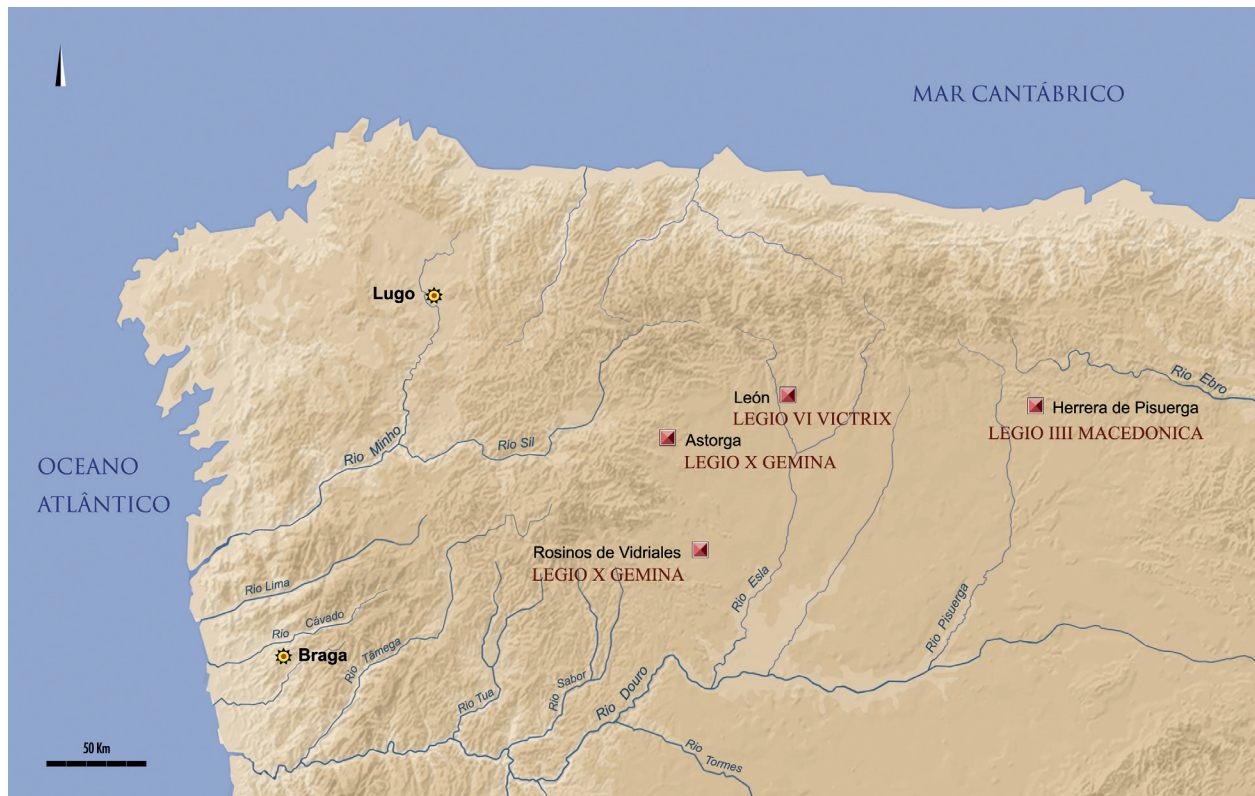 MAR CANTÁBRICO
Lugo
Rio Ebro
León
LEGIO VI VICTRIX
Herrera de Pisuerga
LEGIO IIII MACEDONICA
Astorga
LEGIO X GEMINA
Rio Minho
Rio Sil
OCEANO
ATLÂNTICO
Rosinos de Vidriales
LEGIO X GEMINA
Rio Lima
Rio Esla
Rio Cávado
Rio Pisuerga
Braga
Rio Tâmega
Rio Tua
Rio Sabor
Rio Douro
Rio Tormes
50 Km